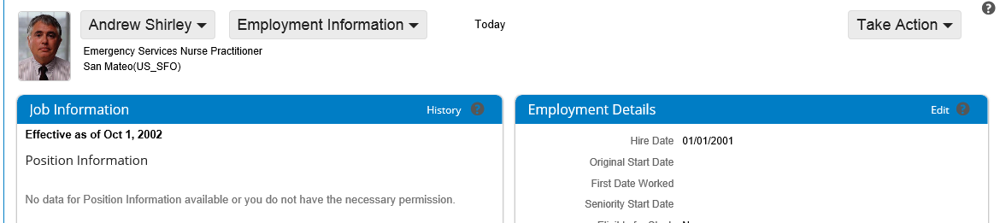 Andrew Shirley
Employment Information
Today
Take Action
Emergency Services Nurse Practitioner
San Mateo(US_SFO)
Job Information
History
Effective as of Oct 1, 2002
Position Information
No data for Position Information available or you do not have the necessary permission.
Employment Details
Edit
Hire Date 01/01/2001
Original Start Date
First Date Worked
Seniority Start Date